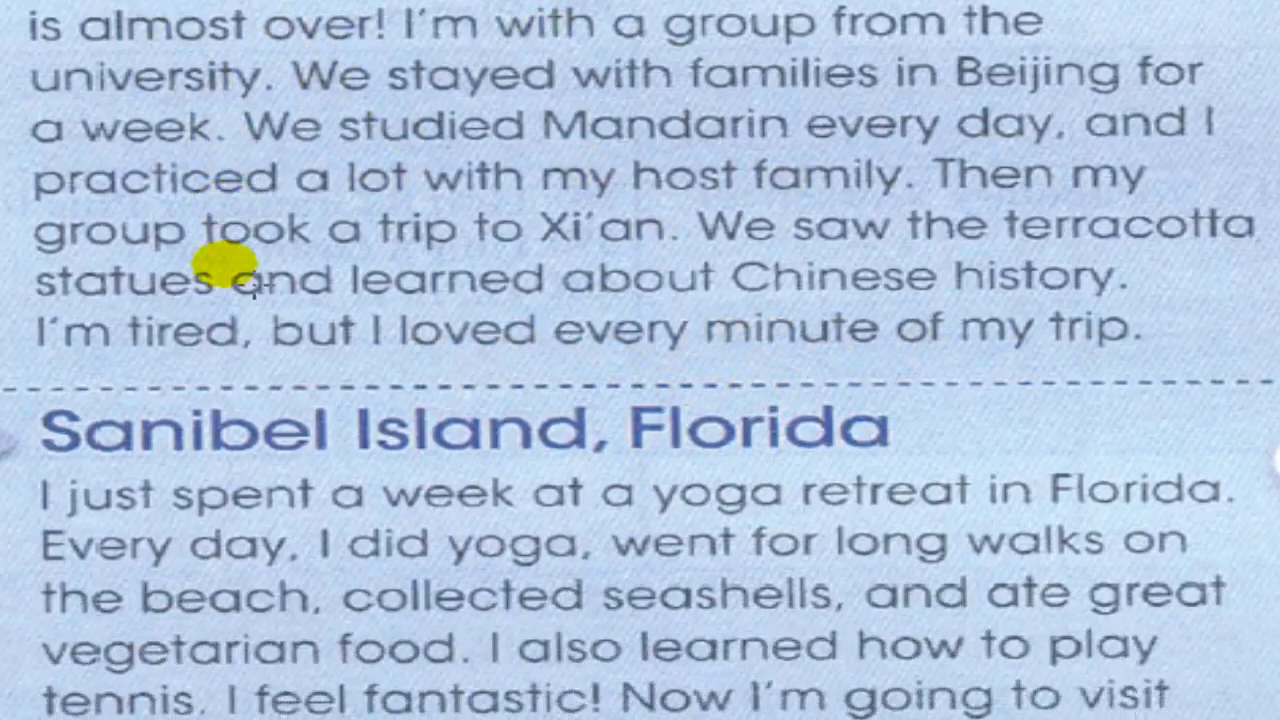 is almost over! I'm with a group from the
university. We stayed with families in Beijing for
a week. We studied Mandarin every day, and I
practiced a lot with my host family. Then my
group took a trip to Xi'an. We saw the terracotta
statues and learned about Chinese history.
I'm tired, but I loved every minute of my trip.
Sanibel Island, Florida
I just spent a week at a yoga retreat in Florida.
Every day, I did yoga, went for long walks on
the beach, collected seashells, and ate great
vegetarian food. I also learned how to play
tennis. I feel fantastic! Now I'm going to visit